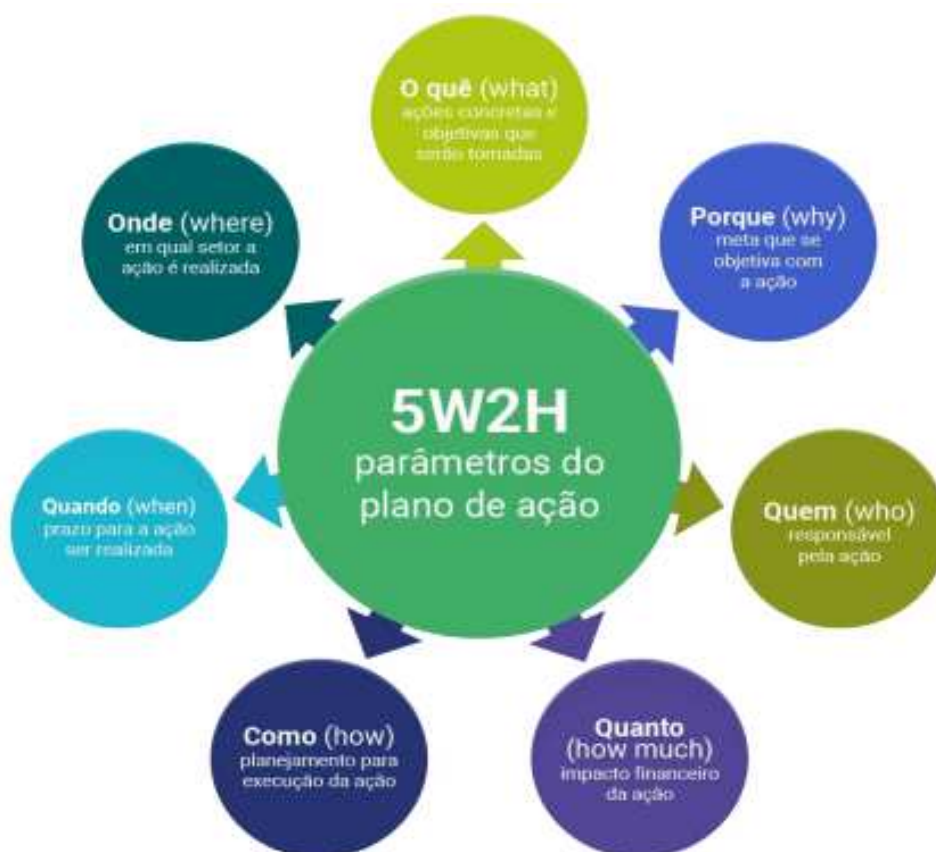 O quê (what)
ações concretas e
objetivas que
serão tomadas
Porque (why)
meta que se
objetiva com
a ação
Quem (who)
responsável
pela ação
Quanto
(how much)
impacto financeiro
da ação
Como (how)
planejamento para
execução da ação
Quando (when)
prazo para a ação
ser realizada
Onde (where)
em qual setor a
ação é realizada
5W2H
parâmetros do
plano de ação